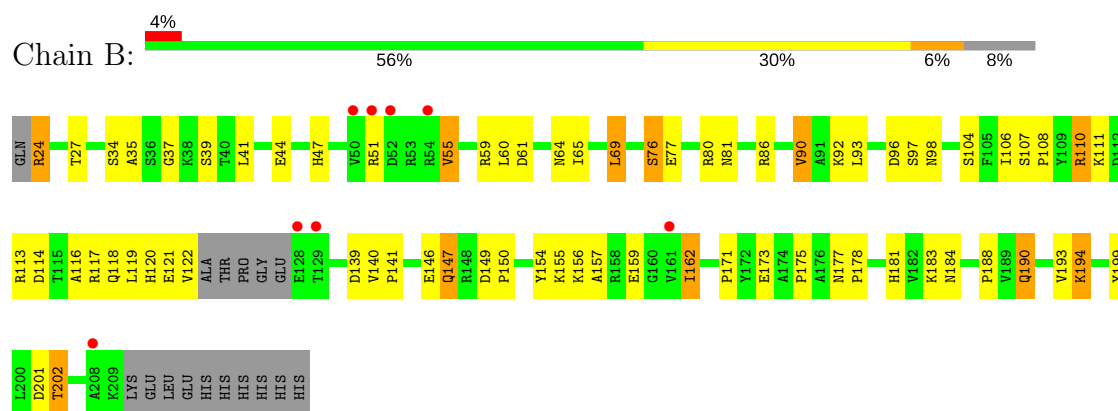 4%
Chain B:
56% 30% 6% 8%
GLN R24 T27 S34 A35 S36 G37 K38 S39 T40 L41 E44 H47 V50 R51 D52 R53 R54 V55 R59 L60 D61 N64 I65 L69 S76 E77 R80 N81 R86 V90 A91 K92 L93 D96 S97 N98 S104 F105 I106 S107 P108 Y109 R110 K111
R113 D114 T115 A116 R117 Q118 L119 H120 E121 V122 ALA THR PRO GLY GLU E128 T129 D139 V140 P141 E146 Q147 R148 D149 P150 Y154 K155 K156 A157 R158 E159 G160 V161 I162 P171 Y172 E173 A174 P175 A176 N177 P178 H181 V182 K183 N184 P188 V189 Q190 V193 K194 Y199
L200 D201 T202 A208 K209 LYS GLU LEU GLU HIS HIS HIS HIS HIS HIS